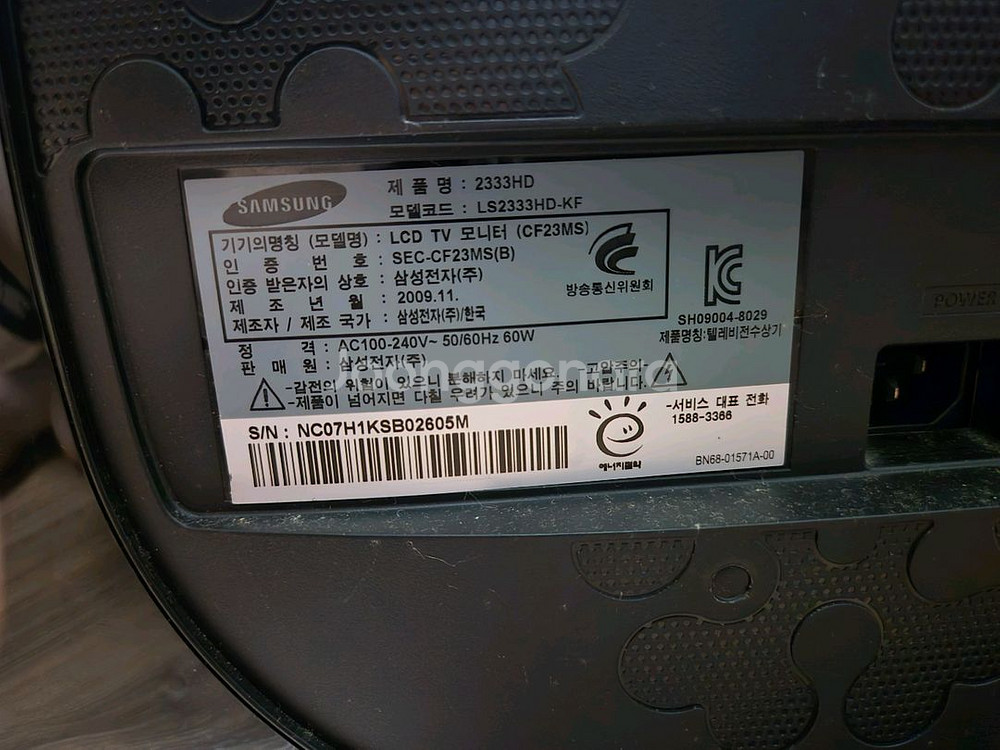 SAMSUNG
제 품 명 : 2333HD
모델코드 : LS2333HD-KF
기기의명칭 (모델명) : LCD TV 모니터 (CF23MS)
인 증 번 호 : SEC-CF23MS(B)
인증 받은자의 상호 : 삼성전자(주)
제 조 년 월 : 2009.11.
제조자 / 제조 국가 : 삼성전자(주)/한국
방송통신위원회
SH09004-8029
제품명칭:텔레비전수상기
정 격 : AC100-240V~ 50/60Hz 60W
판 매 원 : 삼성전자(주)
-감전의 위험이 있으니 분해하지 마세요. 고압주의
-제품이 넘어지면 다칠 우려가 있으니 주의 바랍니다.
S/N : NC07H1KSB02605M
에너지절약
-서비스 대표 전화
1588-3366
BN68-01571A-00
POWER